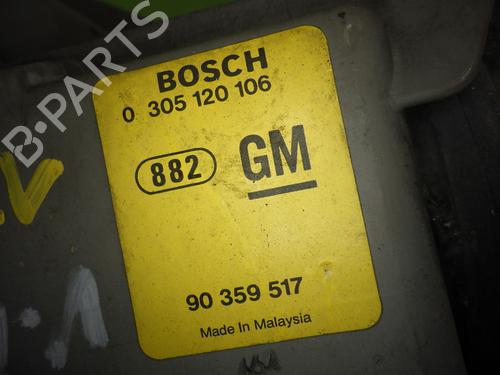 B-PARTS
BOSCH
0 305 120 106
882
GM
90 359 517
Made In Malaysia